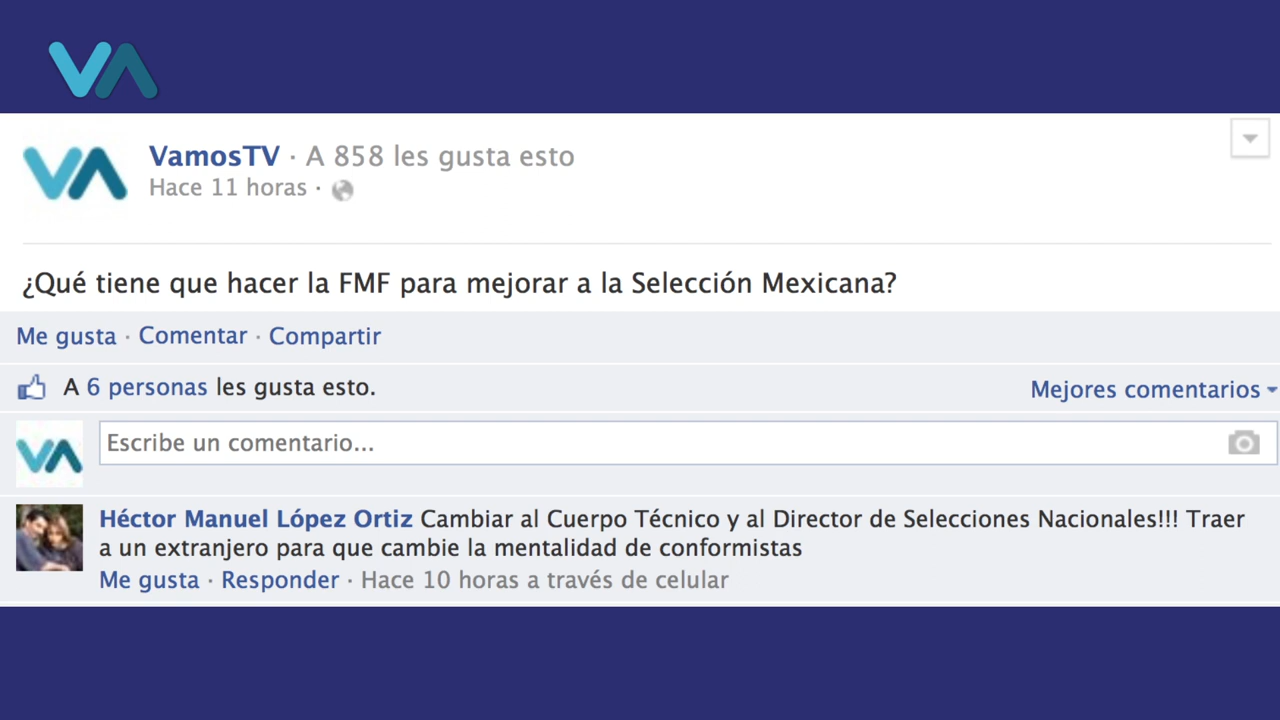 VA
VA
VamosTV · A 858 les gusta esto
Hace 11 horas ·
¿Qué tiene que hacer la FMF para mejorar a la Selección Mexicana?
Me gusta · Comentar · Compartir
A 6 personas les gusta esto.
Mejores comentarios
VA
Escribe un comentario...
Héctor Manuel López Ortiz Cambiar al Cuerpo Técnico y al Director de Selecciones Nacionales!!! Traer
a un extranjero para que cambie la mentalidad de conformistas
Me gusta · Responder · Hace 10 horas a través de celular